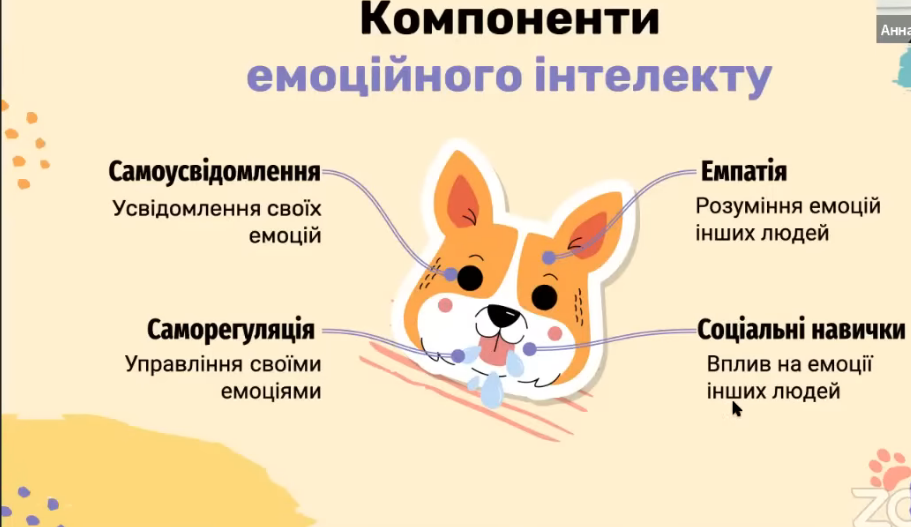 Компоненти
емоційного інтелекту
Анна
Самоусвідомлення
Усвідомлення своїх
емоцій
Емпатія
Розуміння емоцій
інших людей
Саморегуляція
Управління своїми
емоціями
Соціальні навички
Вплив на емоції
інших людей